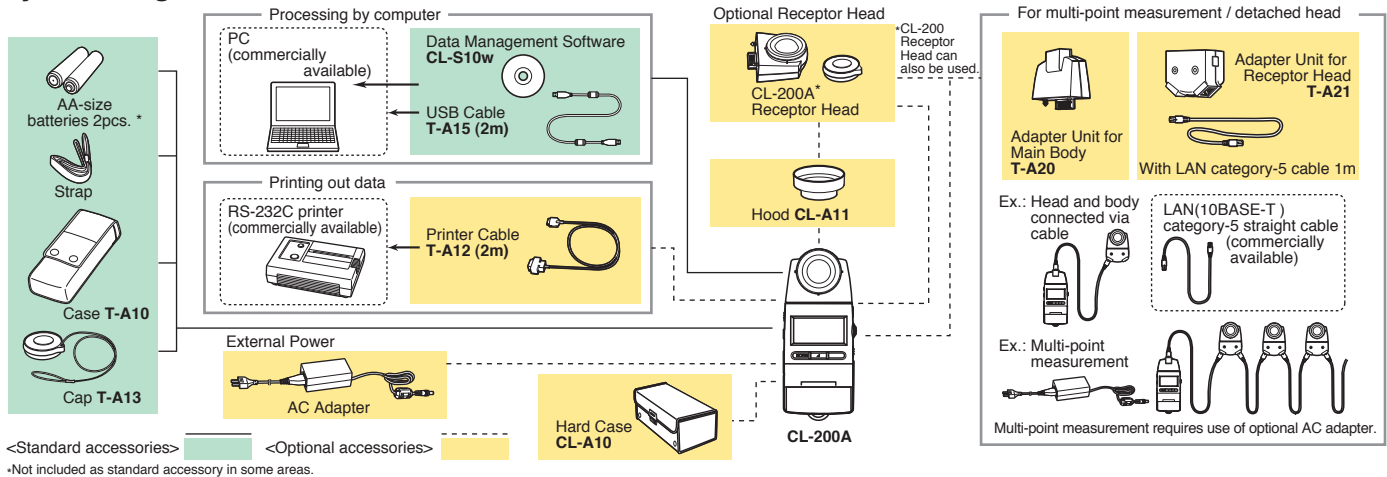 Processing by computer
PC
(commercially
available)
Data Management Software
CL-S10w
USB Cable
T-A15 (2m)
AA-size
batteries 2pcs. *
Strap
Case T-A10
Cap T-A13
Printing out data
RS-232C printer
(commercially available)
Printer Cable
T-A12 (2m)
External Power
AC Adapter
Hard Case
CL-A10
Optional Receptor Head
CL-200A*
Receptor Head
*CL-200
Receptor
Head can
also be used.
Hood CL-A11
CL-200A
For multi-point measurement / detached head
Adapter Unit for
Main Body
T-A20
Adapter Unit for
Receptor Head
T-A21
With LAN category-5 cable 1m
Ex.: Head and body
connected via
cable
LAN(10BASE-T )
category-5 straight cable
(commercially
available)
Ex.: Multi-point
measurement
Multi-point measurement requires use of optional AC adapter.
<Standard accessories>
<Optional accessories>
*Not included as standard accessory in some areas.